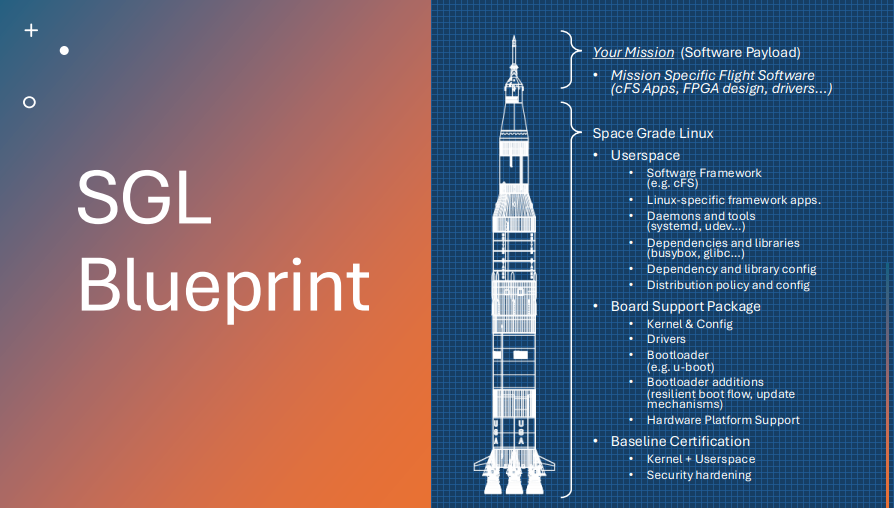 SGL
Blueprint
Your Mission (Software Payload)
• Mission Specific Flight Software
(cFS Apps, FPGA design, drivers...)
Space Grade Linux
• Userspace
• Software Framework
(e.g. cFS)
• Linux-specific framework apps.
• Daemons and tools
(systemd, udev...)
• Dependencies and libraries
(busybox, glibc...)
• Dependency and library config
• Distribution policy and config
• Board Support Package
• Kernel & Config
• Drivers
• Bootloader
(e.g. u-boot)
• Bootloader additions
(resilient boot flow, update
mechanisms)
• Hardware Platform Support
• Baseline Certification
• Kernel + Userspace
• Security hardening
USA
USA